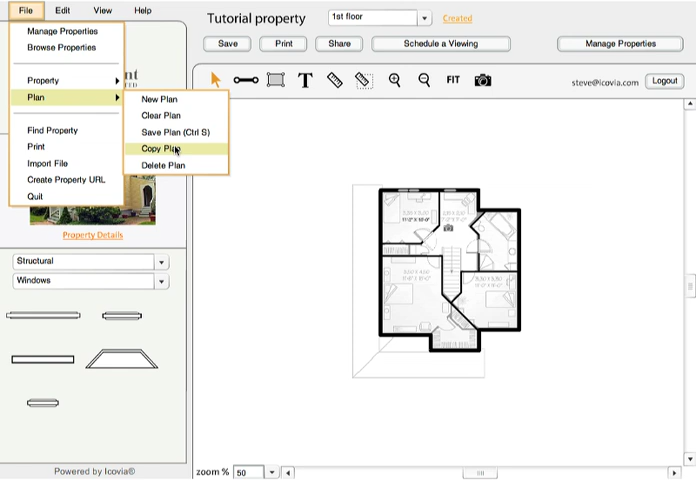 File Edit View Help
Tutorial property
1st floor
Created
Save Print Share Schedule a Viewing Manage Properties
Manage Properties
Browse Properties
Property
Plan
Find Property
Print
Import File
Create Property URL
Quit
New Plan
Clear Plan
Save Plan (Ctrl S)
Copy Plan
Delete Plan
nt
T FIT
steve@icovia.com Logout
Property Details
Structural
Windows
Powered by Icovia®
zoom % 50